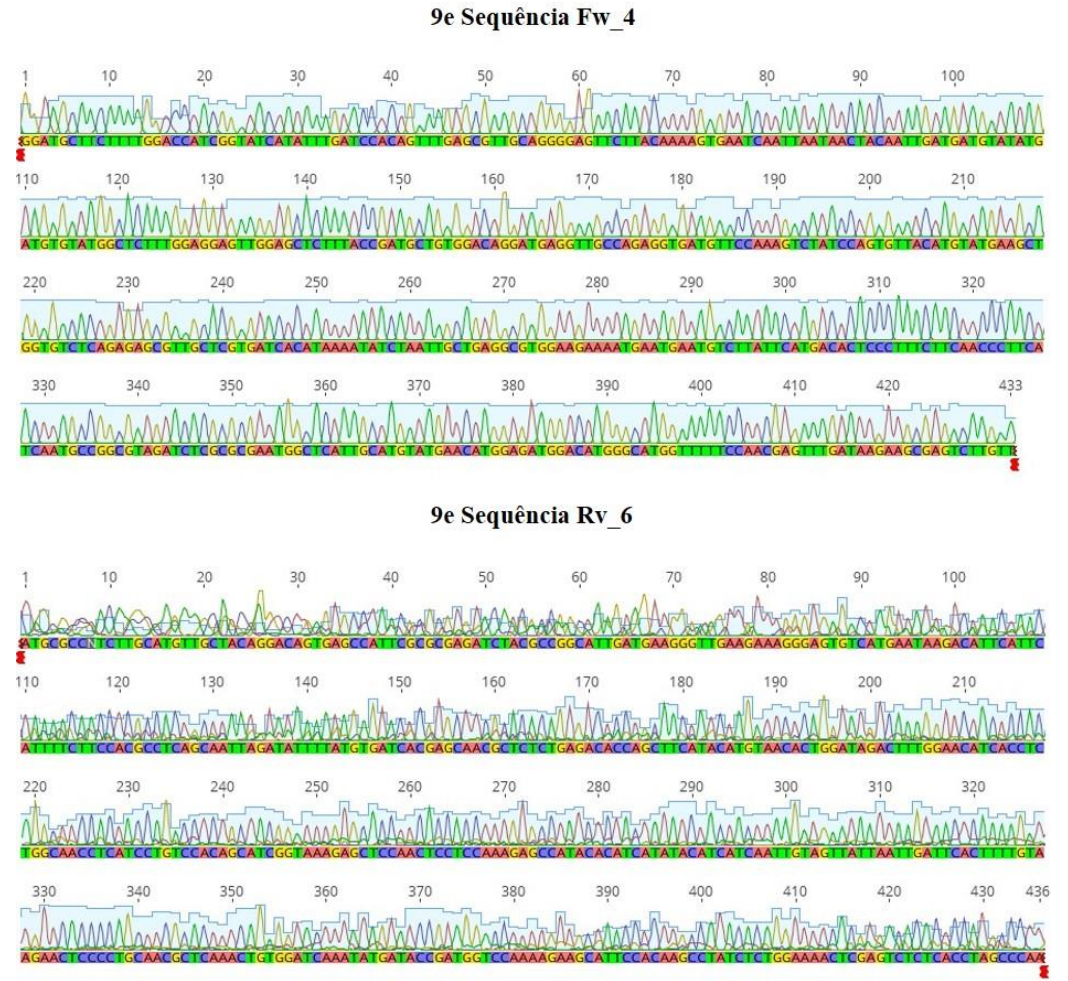 9e Sequência Fw_4
1 10 20 30 40 50 60 70 80 90 100
GGATGCTTCTTTTGGACCATCGGTATCATATTTGATCCACAGTTTGAGCGTTGCAGGGGAGTTCTTACAAAAGTGAATCAATTAATAACTACAATTGATGATGTATATG
110 120 130 140 150 160 170 180 190 200 210
ATGTGTATGGCTCTTTGGAGGAGTTGGAGCTCTTTACCGATGCTGTGGACAGGATGAGGTTGCCAGAGGTGATGTTCCAAAGTCTATCCAGTGTTACATGTATGAAGCT
220 230 240 250 260 270 280 290 300 310 320
GGTGTCTCAGAGAGCGTTGCTCGTGATCACATAAAATATCTAATTGCTGAGGCGTGGAAGAAAATGAATGAATGTCTTATTCATGACACTCCCTTTCTTCAACCCTTCA
330 340 350 360 370 380 390 400 410 420 433
TCAATGCCGGCGTAGATCTCGCGCGAATGGCTCATTGCATGTATGAACATGGAGATGGACATGGGCATGGTTTTTCCAACGAGTTTGATAAGAAGCGAGTCTTGTT
9e Sequência Rv_6
1 10 20 30 40 50 60 70 80 90 100
ATGCGCCNTCTTGCATGTTGCTACAGGACAGTGAGCCATTCGCGCGAGATCTACGCCGGCATTGATGAAGGGTTGAAGAAAGGGAGTGTCATGAATAAGACATTCATTC
110 120 130 140 150 160 170 180 190 200 210
ATTTTCTTCCACGCCTCAGCAATTAGATATTTTATGTGATCACGAGCAACGCTCTCTGAGACACCAGCTTCATACATGTAACACTGGATAGACTTTGGAACATCACCTC
220 230 240 250 260 270 280 290 300 310 320
TGGCAACCTCATCCTGTCCACAGCATCGGTAAAGAGCTCCAACTCCTCCAAAGAGCCATACACATCATATACATCATCAATTGTAGTTATTAATTGATTCACTTTTGTA
330 340 350 360 370 380 390 400 410 420 430 436
AGAACTCCCCTGCAACGCTCAAACTGTGGATCAAATATGATACCGATGGTCCAAAAGAAGCATTCCACAAGCCTATCTCTGGAAAACTCGAGTCTCTCACCTAGCCCAA